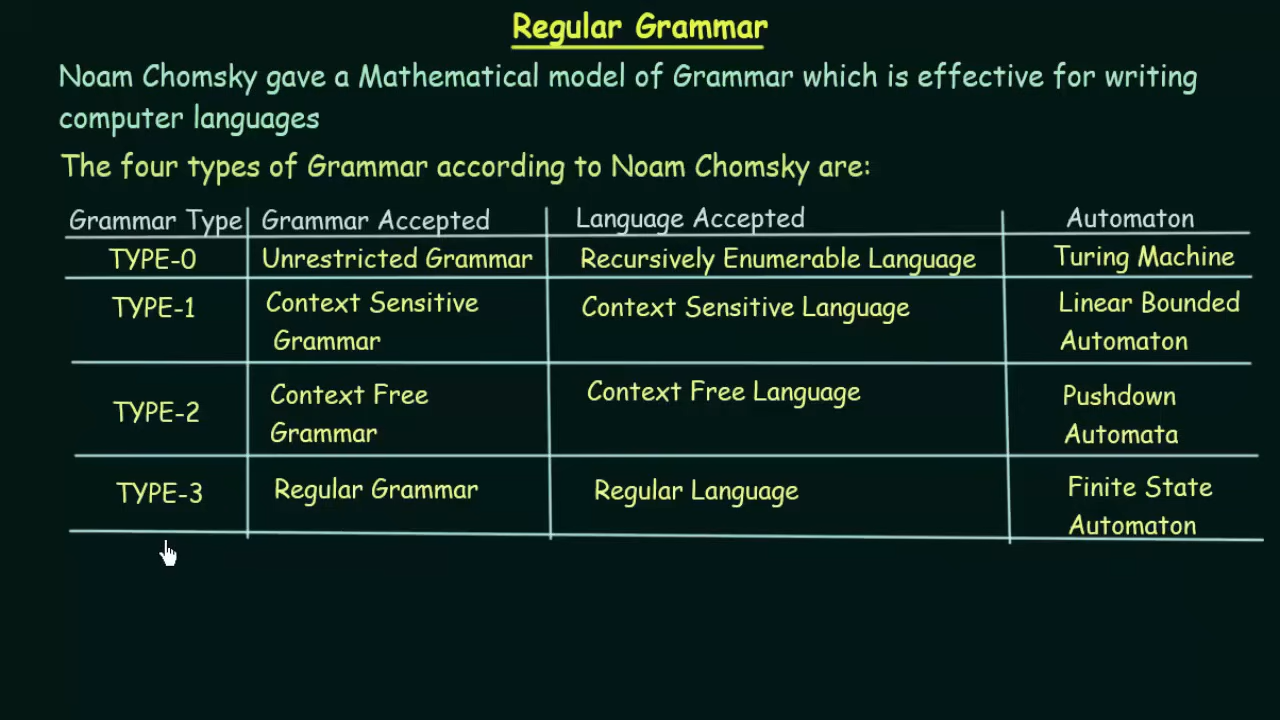 Regular Grammar
Noam Chomsky gave a Mathematical model of Grammar which is effective for writing
computer languages
The four types of Grammar according to Noam Chomsky are:
Grammar Type Grammar Accepted Language Accepted Automaton
TYPE-0 Unrestricted Grammar Recursively Enumerable Language Turing Machine
TYPE-1 Context Sensitive Grammar Context Sensitive Language Linear Bounded Automaton
TYPE-2 Context Free Grammar Context Free Language Pushdown Automata
TYPE-3 Regular Grammar Regular Language Finite State Automaton